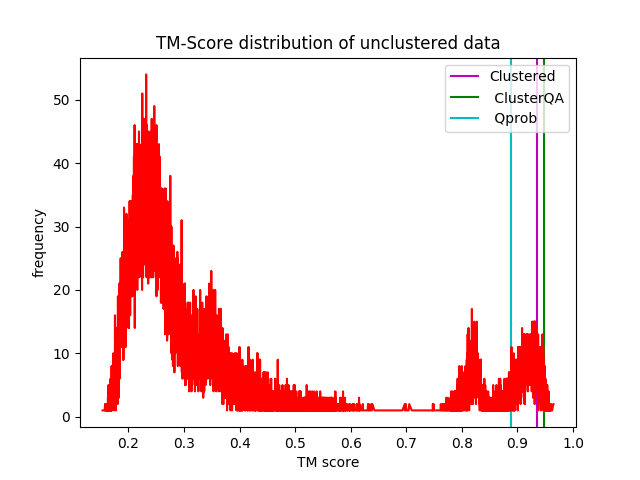 TM-Score distribution of unclustered data
Clustered
ClusterQA
Qprob
frequency
50
40
30
20
10
0
0.2 0.3 0.4 0.5 0.6 0.7 0.8 0.9 1.0
TM score